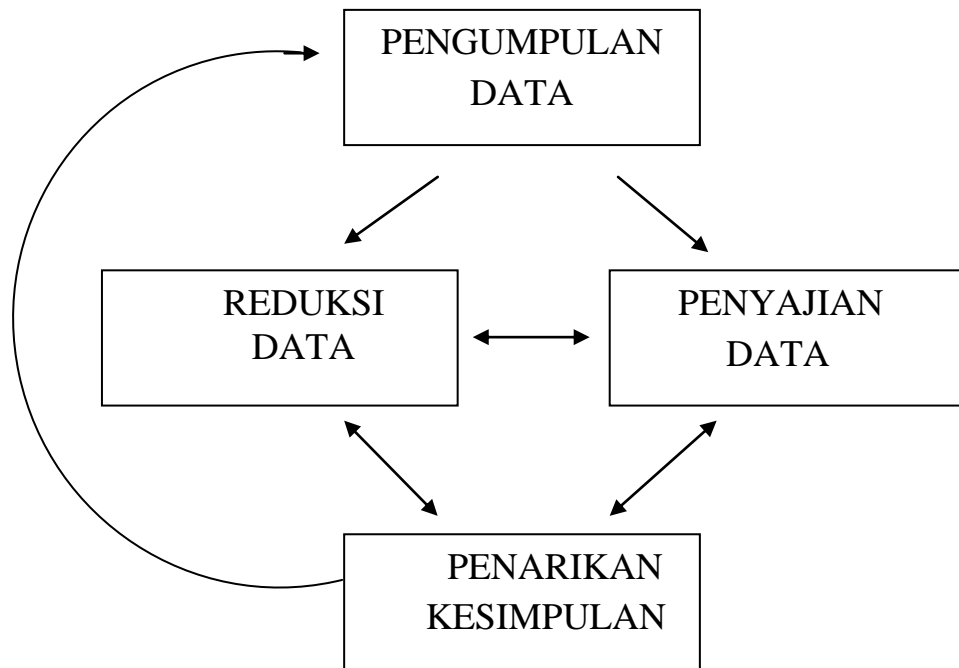 PENGUMPULAN
DATA
REDUKSI
DATA
PENYAJIAN
DATA
PENARIKAN
KESIMPULAN